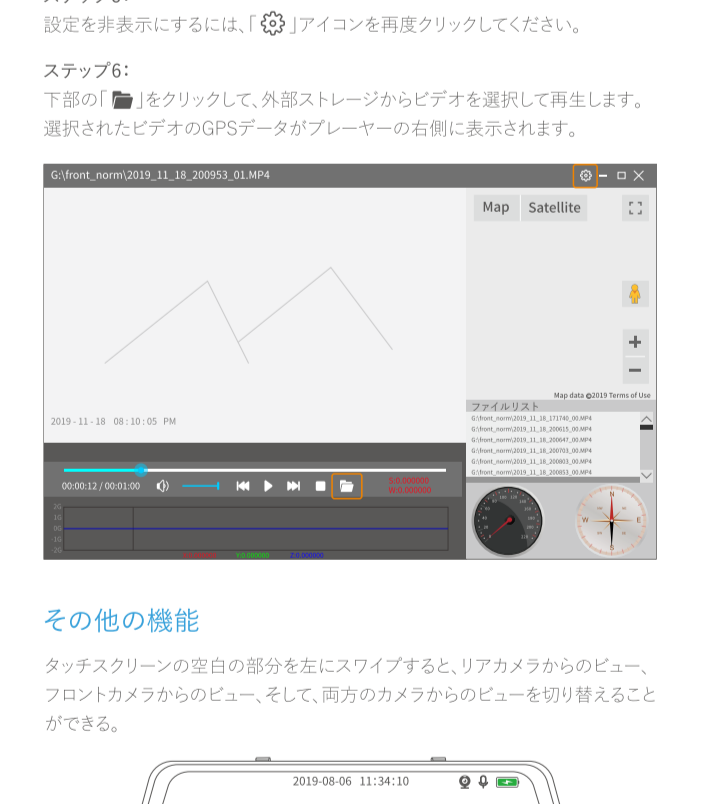 設定を非表示にするには、「 」アイコンを再度クリックしてください。
ステップ6:
下部の「 」をクリックして、外部ストレージからビデオを選択して再生します。
選択されたビデオのGPSデータがプレーヤーの右側に表示されます。
G:\front_norm\2019_11_18_200953_01.MP4
Map Satellite
Map data ©2019 Terms of Use
2019 - 11 - 18 08 : 10 : 05 PM
ファイルリスト
G:\front_norm\2019_11_18_171740_00.MP4
G:\front_norm\2019_11_18_200615_00.MP4
G:\front_norm\2019_11_18_200647_00.MP4
G:\front_norm\2019_11_18_200703_00.MP4
G:\front_norm\2019_11_18_200803_00.MP4
G:\front_norm\2019_11_18_200853_00.MP4
00:00:12 / 00:01:00
S:0.000000
W:0.000000
2G
1G
0G
-1G
-2G
Y:0.000000 Z:0.000000
N
W E
S
その他の機能
タッチスクリーンの空白の部分を左にスワイプすると、リアカメラからのビュー、
フロントカメラからのビュー、そして、両方のカメラからのビューを切り替えること
ができる。
2019-08-06 11:34:10